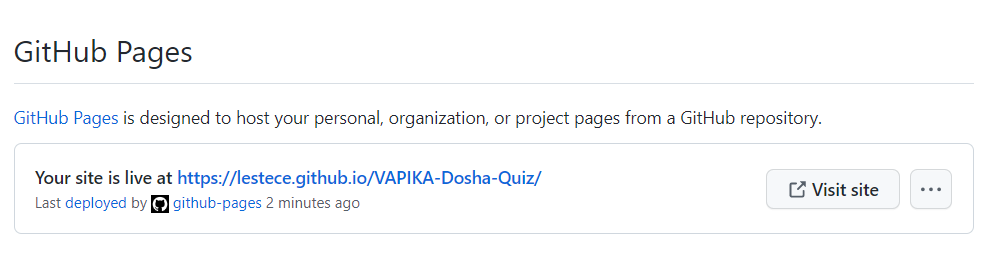 GitHub Pages
GitHub Pages is designed to host your personal, organization, or project pages from a GitHub repository.
Your site is live at https://lestece.github.io/VAPIKA-Dosha-Quiz/
Visit site
Last deployed by github-pages 2 minutes ago